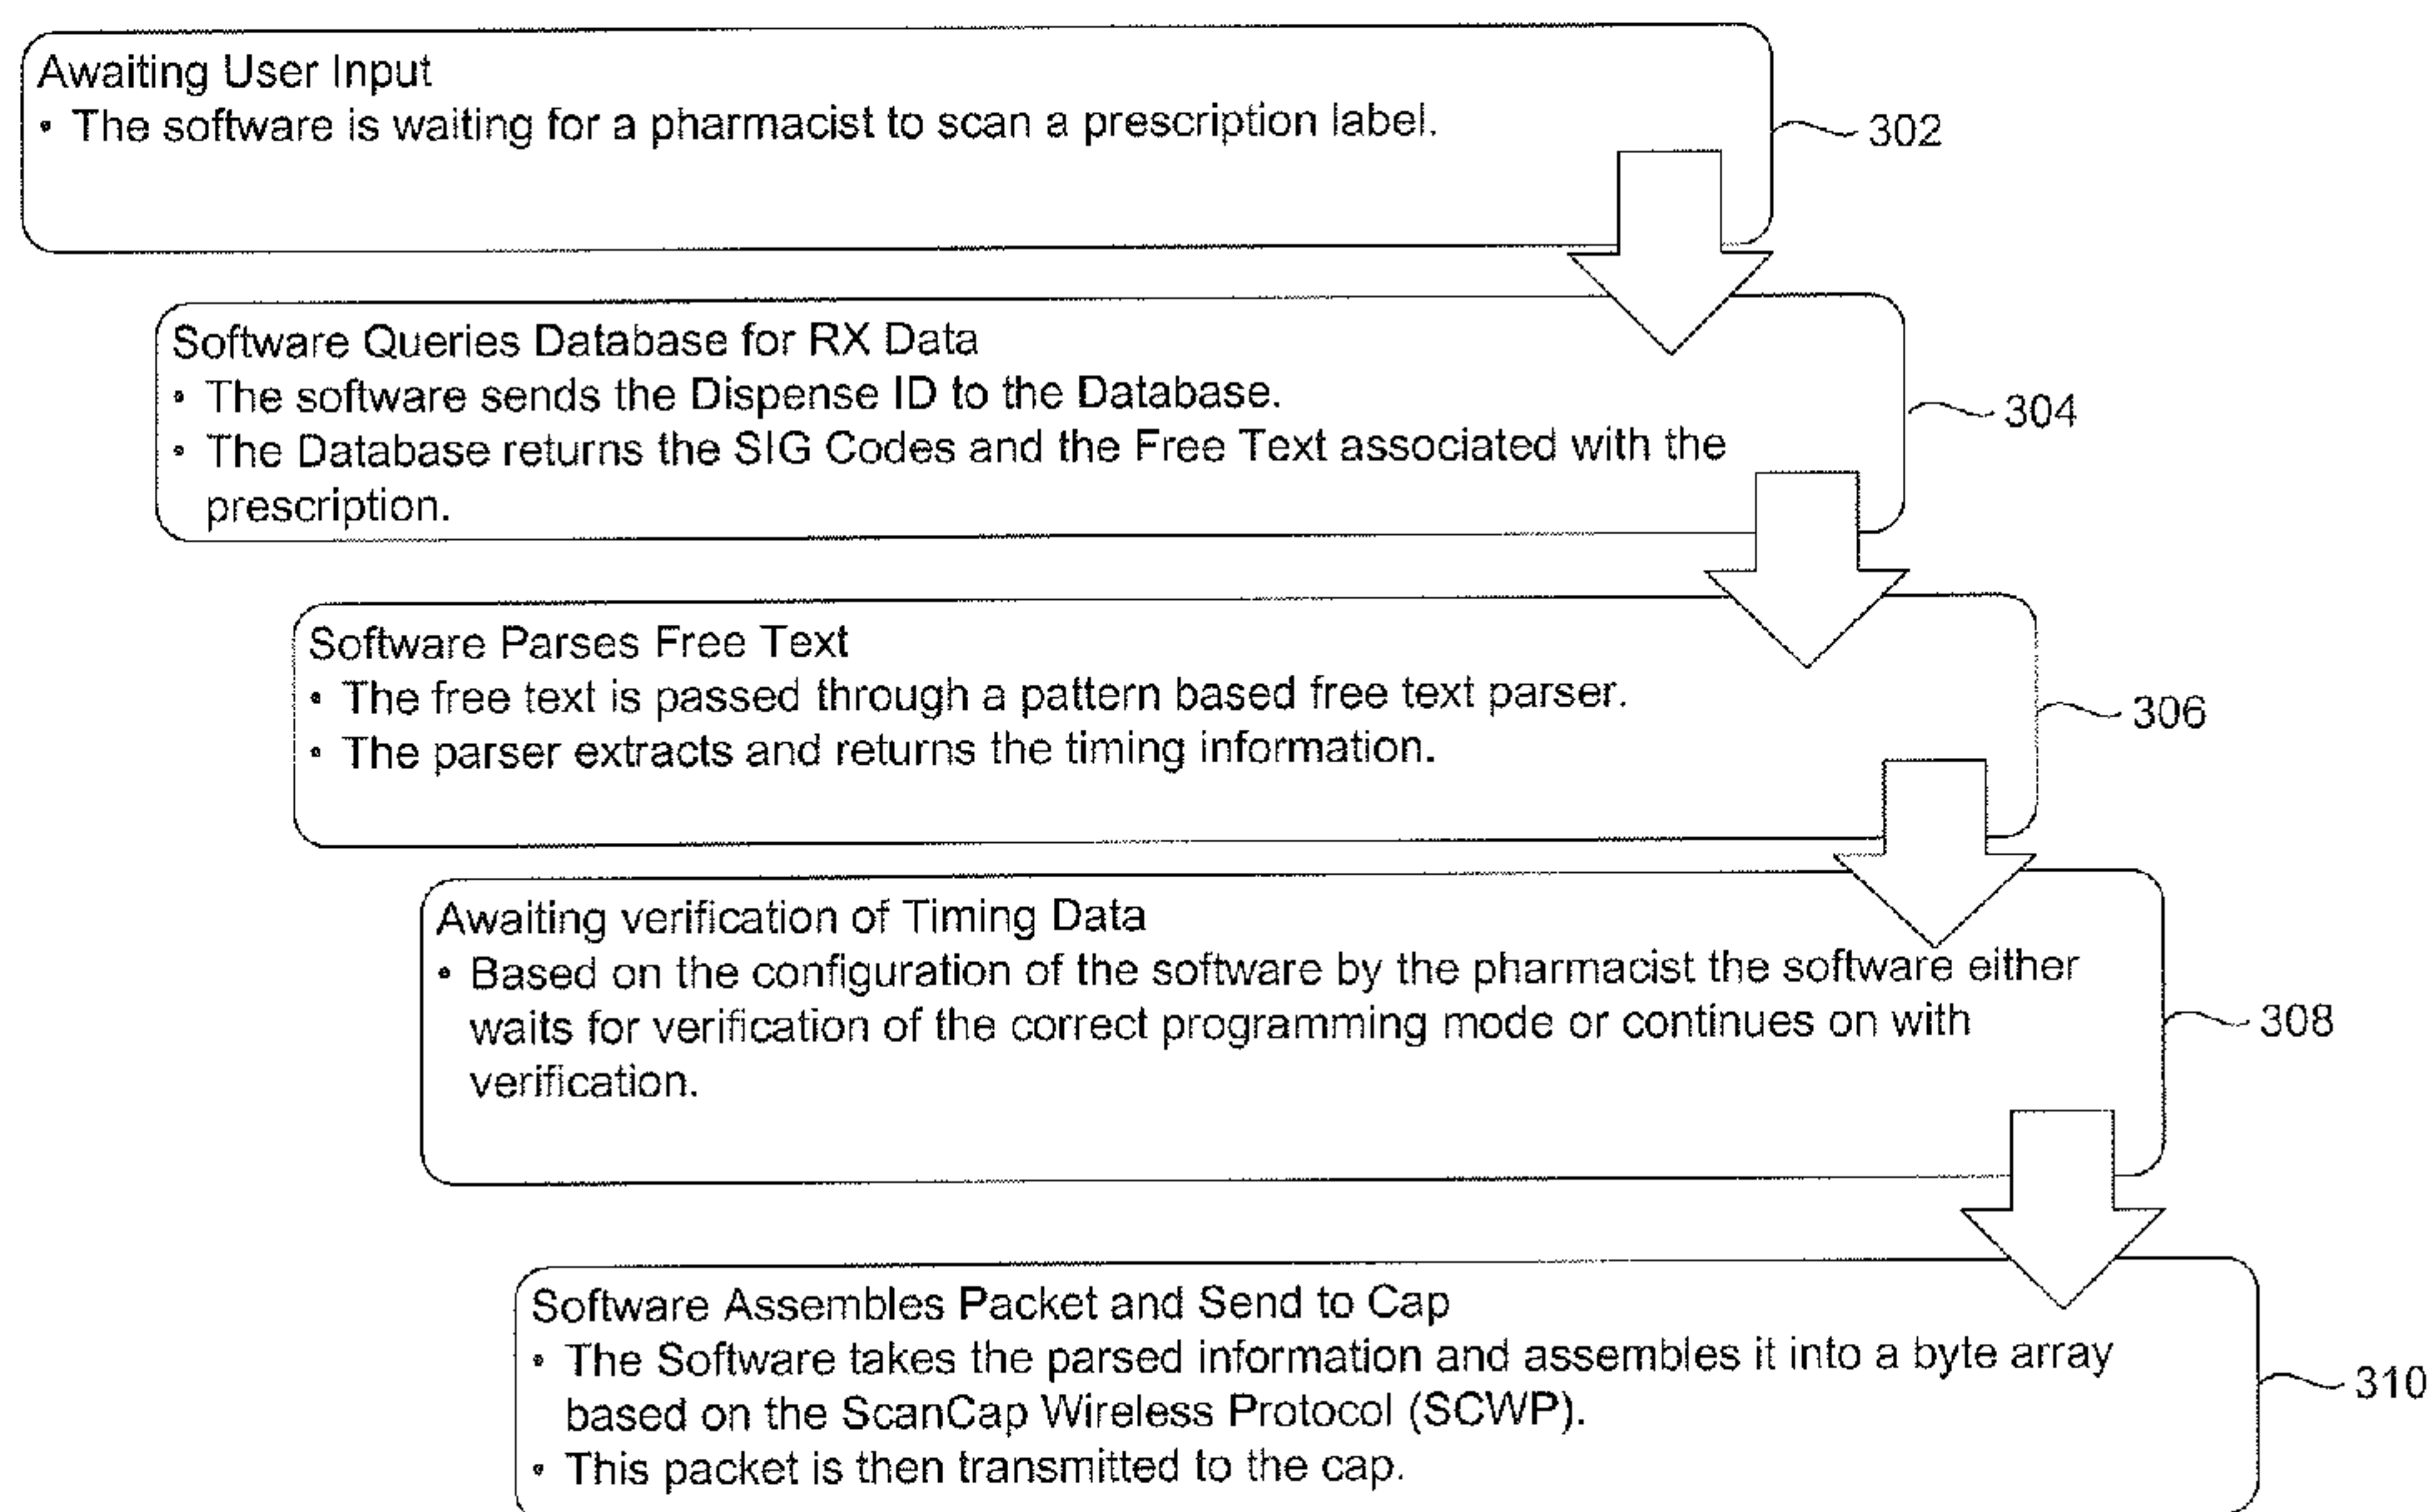 Awaiting User Input
• The software is waiting for a pharmacist to scan a prescription label.
302
Software Queries Database for RX Data
• The software sends the Dispense ID to the Database.
• The Database returns the SIG Codes and the Free Text associated with the
prescription.
304
Software Parses Free Text
• The free text is passed through a pattern based free text parser.
• The parser extracts and returns the timing information.
306
Awaiting verification of Timing Data
• Based on the configuration of the software by the pharmacist the software either
waits for verification of the correct programming mode or continues on with
verification.
308
Software Assembles Packet and Send to Cap
• The Software takes the parsed information and assembles it into a byte array
based on the ScanCap Wireless Protocol (SCWP).
• This packet is then transmitted to the cap.
310